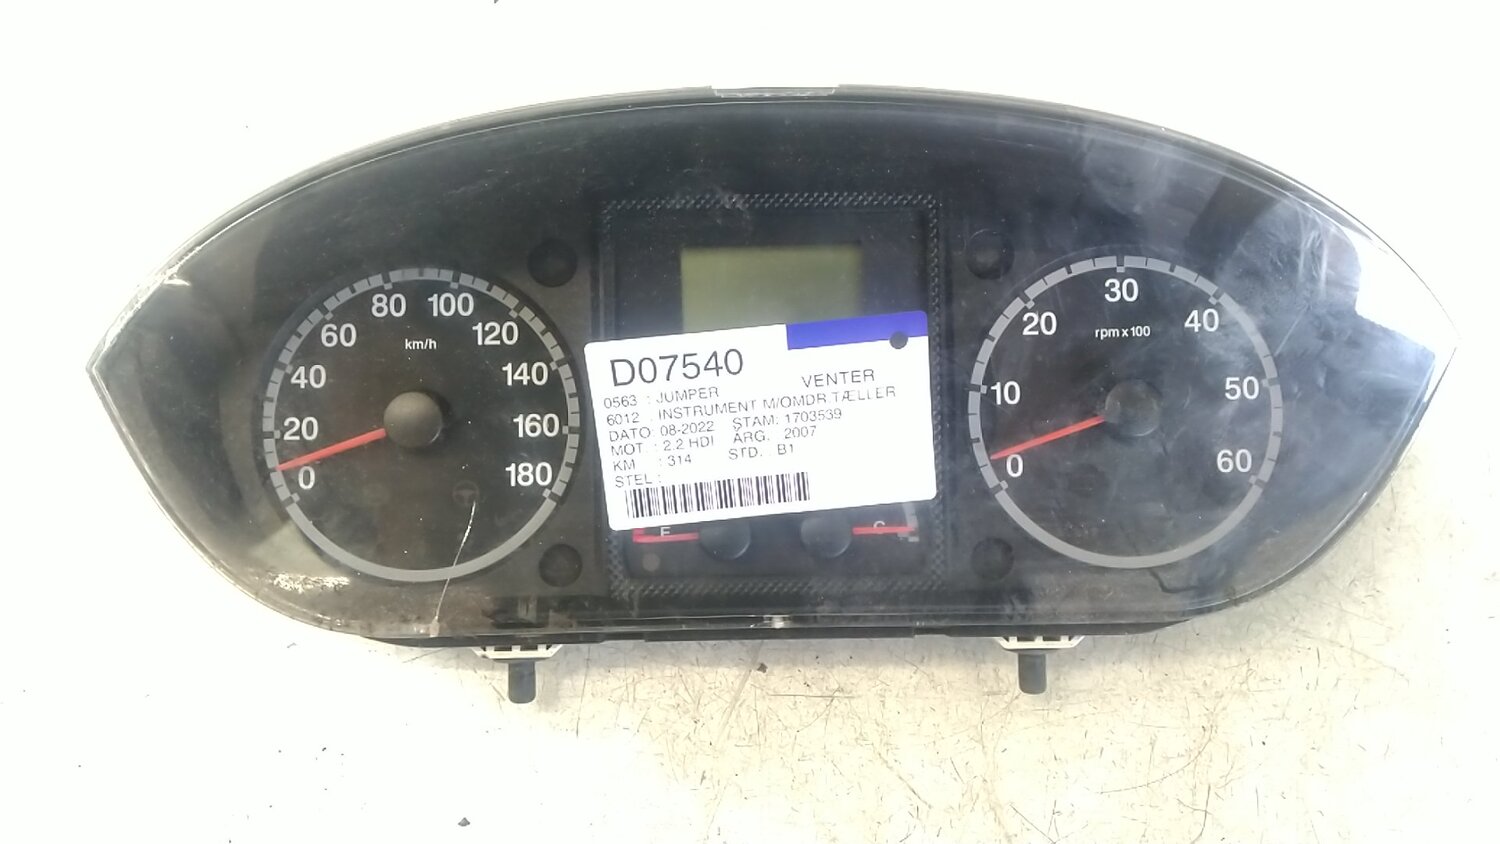 80 100
60 120
km/h
40 140
20 160
0 180
30
20 40
rpm x 100
10 50
0 60
D07540
VENTER
0563 : JUMPER
6012 : INSTRUMENT M/OMDR.TÆLLER
DATO: 08-2022 STAM: 1703539
MOT. : 2.2 HDI ÅRG. 2007
KM : 314 STD. B1
STEL :
E C